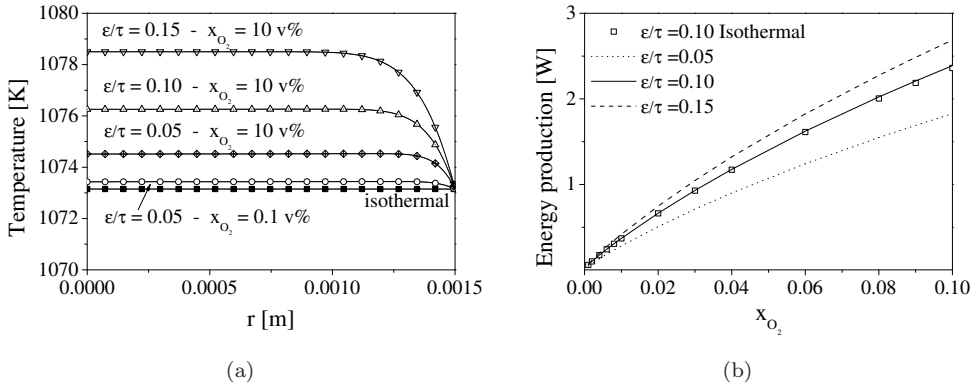 1080
1078
1076
1074
1072
1070
Temperature [K]
ε/τ = 0.15 - x_O₂ = 10 v%
ε/τ = 0.10 - x_O₂ = 10 v%
ε/τ = 0.05 - x_O₂ = 10 v%
isothermal
ε/τ = 0.05 - x_O₂ = 0.1 v%
0.0000 0.0005 0.0010 0.0015
r [m]
(a)
3
2
1
Energy production [W]
ε/τ =0.10 Isothermal
ε/τ =0.05
ε/τ =0.10
ε/τ =0.15
0.00 0.02 0.04 0.06 0.08 0.10
x_O₂
(b)